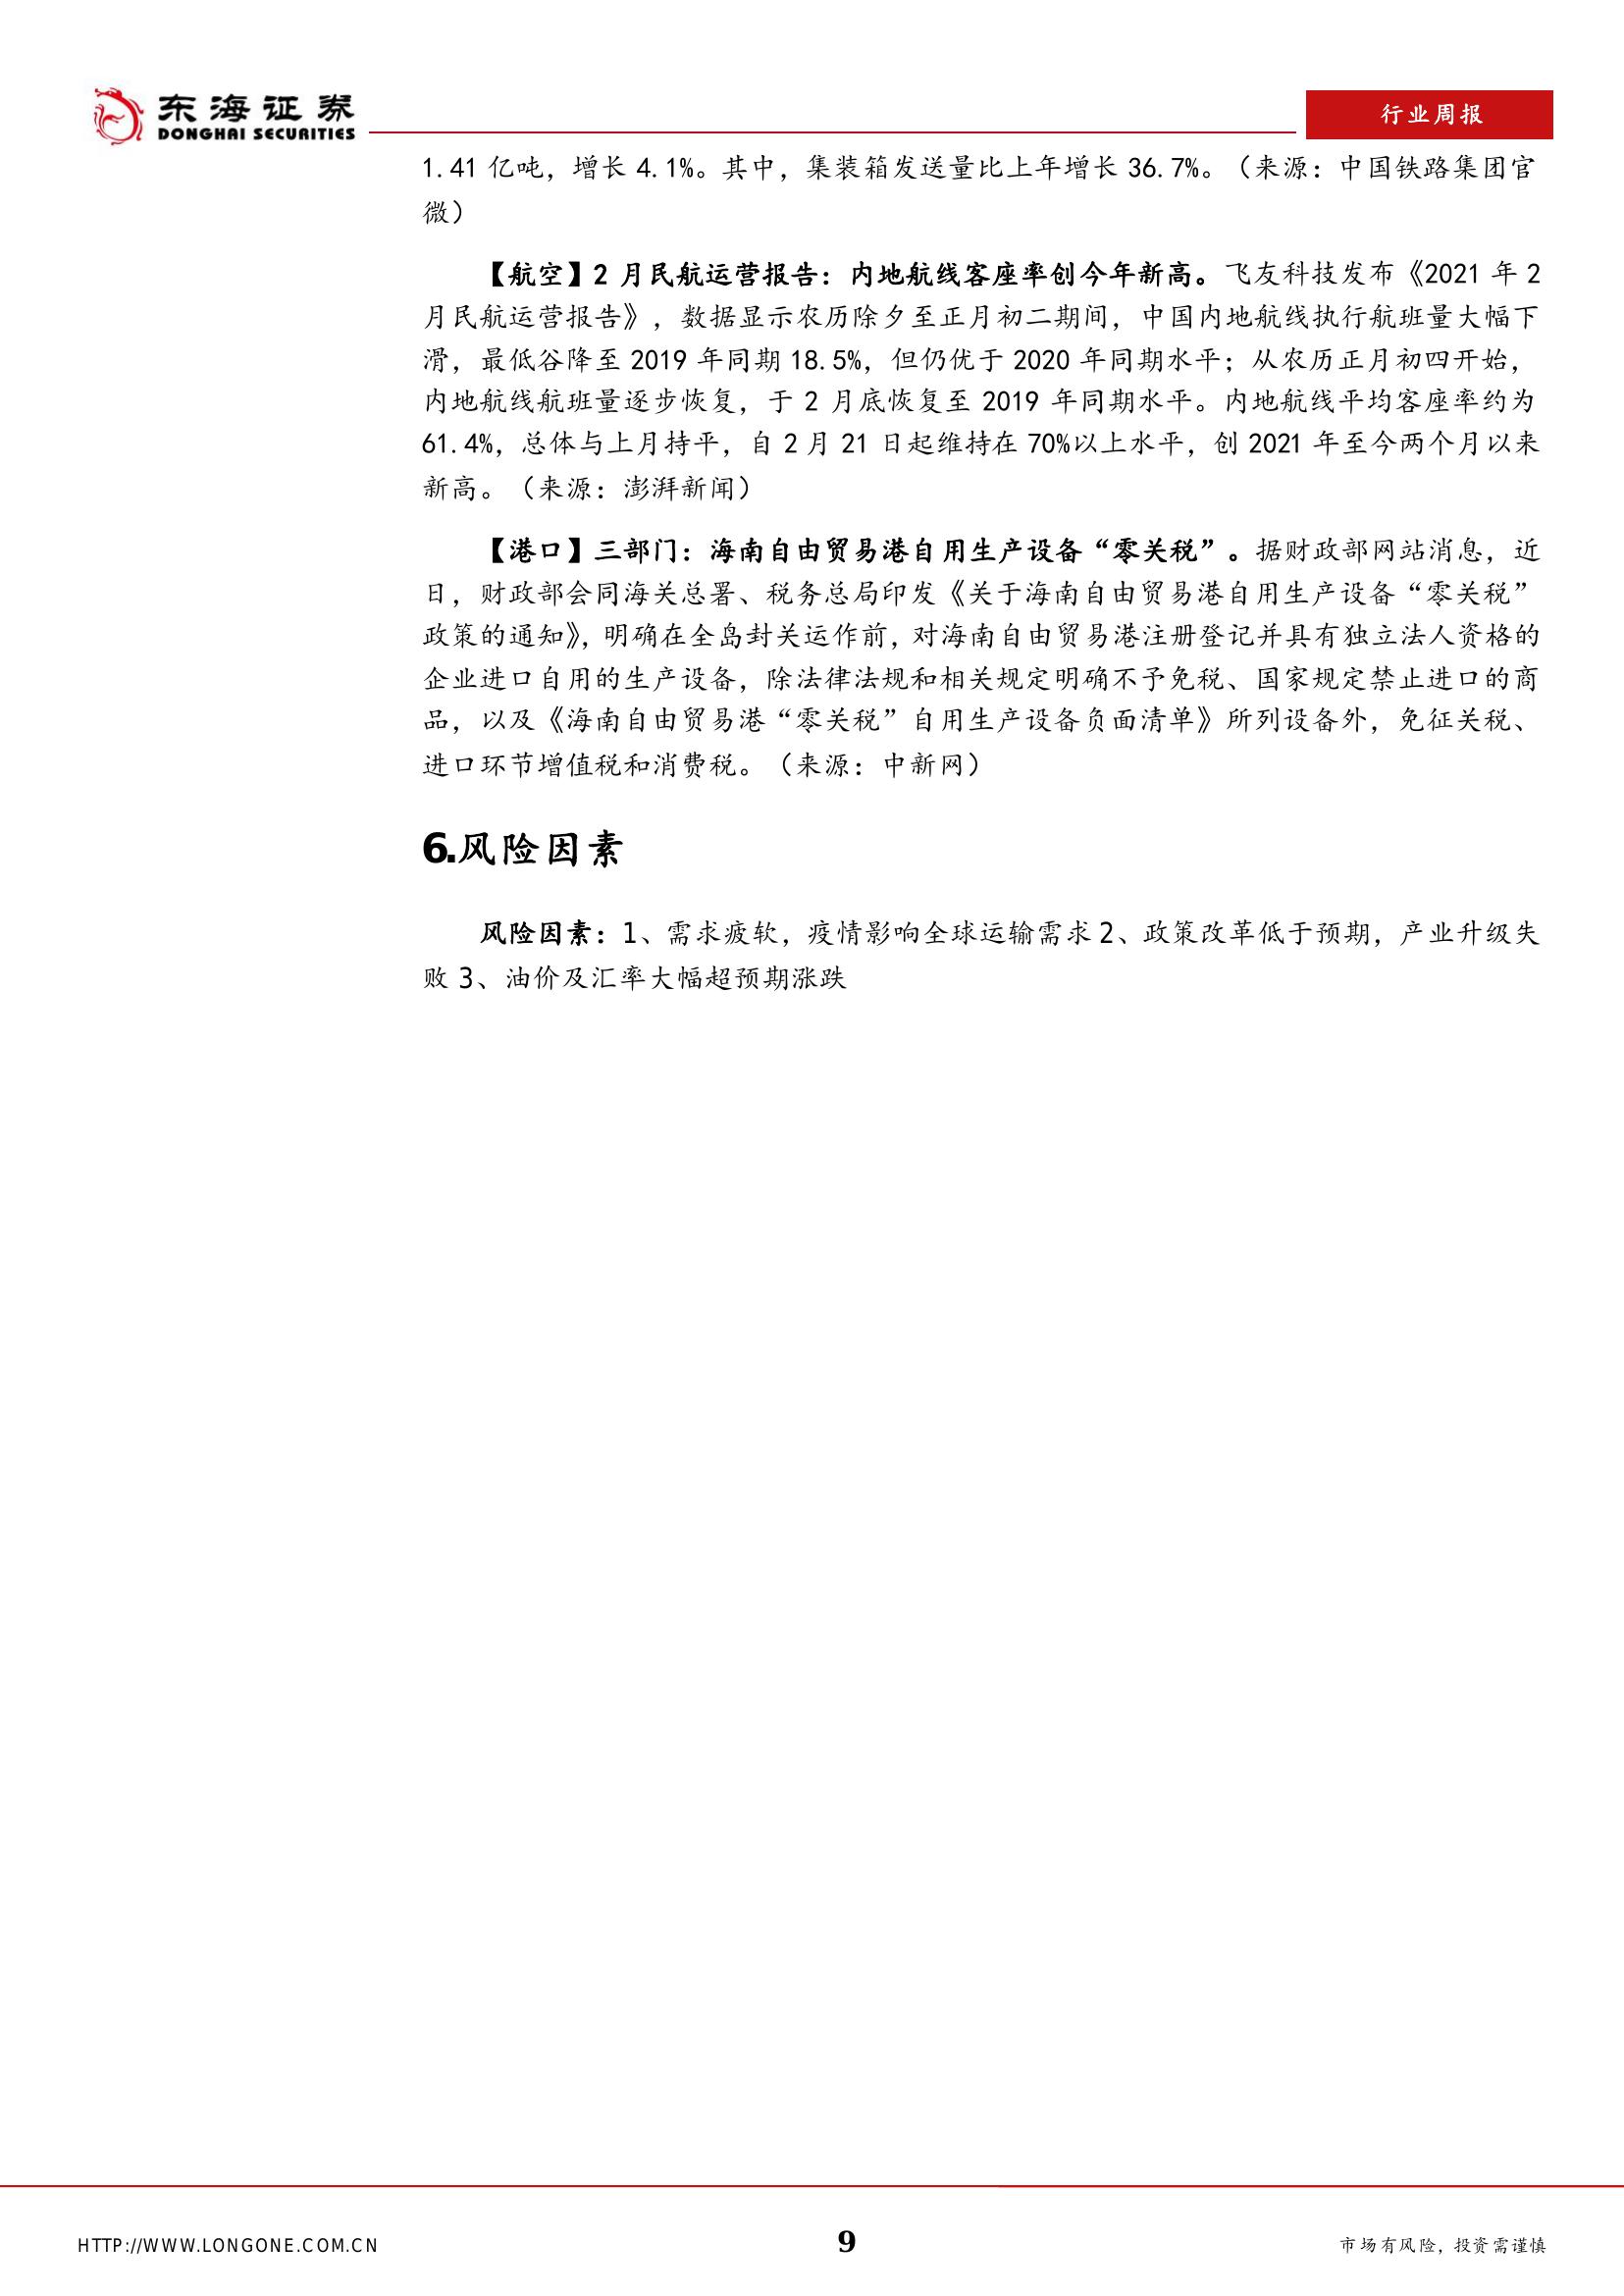 东海证券
DONGHAI SECURITIES
行业周报
1.41 亿吨，增长 4.1%。其中，集装箱发送量比上年增长 36.7%。（来源：中国铁路集团官
微）
【航空】2 月民航运营报告：内地航线客座率创今年新高。飞友科技发布《2021 年 2
月民航运营报告》，数据显示农历除夕至正月初二期间，中国内地航线执行航班量大幅下
滑，最低谷降至 2019 年同期 18.5%，但仍优于 2020 年同期水平；从农历正月初四开始，
内地航线航班量逐步恢复，于 2 月底恢复至 2019 年同期水平。内地航线平均客座率约为
61.4%，总体与上月持平，自 2 月 21 日起维持在 70%以上水平，创 2021 年至今两个月以来
新高。（来源：澎湃新闻）
【港口】三部门：海南自由贸易港自用生产设备“零关税”。据财政部网站消息，近
日，财政部会同海关总署、税务总局印发《关于海南自由贸易港自用生产设备“零关税”
政策的通知》，明确在全岛封关运作前，对海南自由贸易港注册登记并具有独立法人资格的
企业进口自用的生产设备，除法律法规和相关规定明确不予免税、国家规定禁止进口的商
品，以及《海南自由贸易港“零关税”自用生产设备负面清单》所列设备外，免征关税、
进口环节增值税和消费税。（来源：中新网）
6.风险因素
风险因素：1、需求疲软，疫情影响全球运输需求 2、政策改革低于预期，产业升级失
败 3、油价及汇率大幅超预期涨跌
HTTP://WWW.LONGONE.COM.CN
9
市场有风险，投资需谨慎